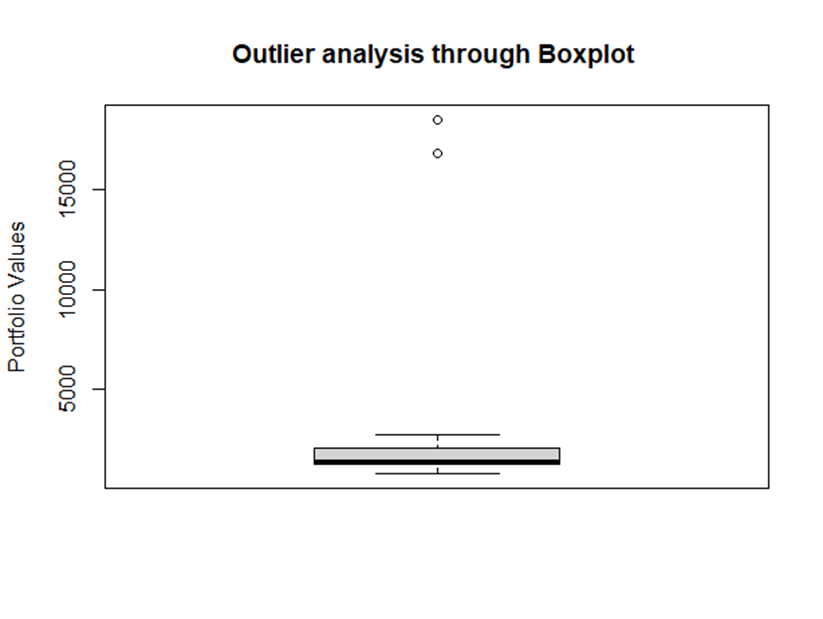 Outlier analysis through Boxplot
Portfolio Values
15000
10000
5000